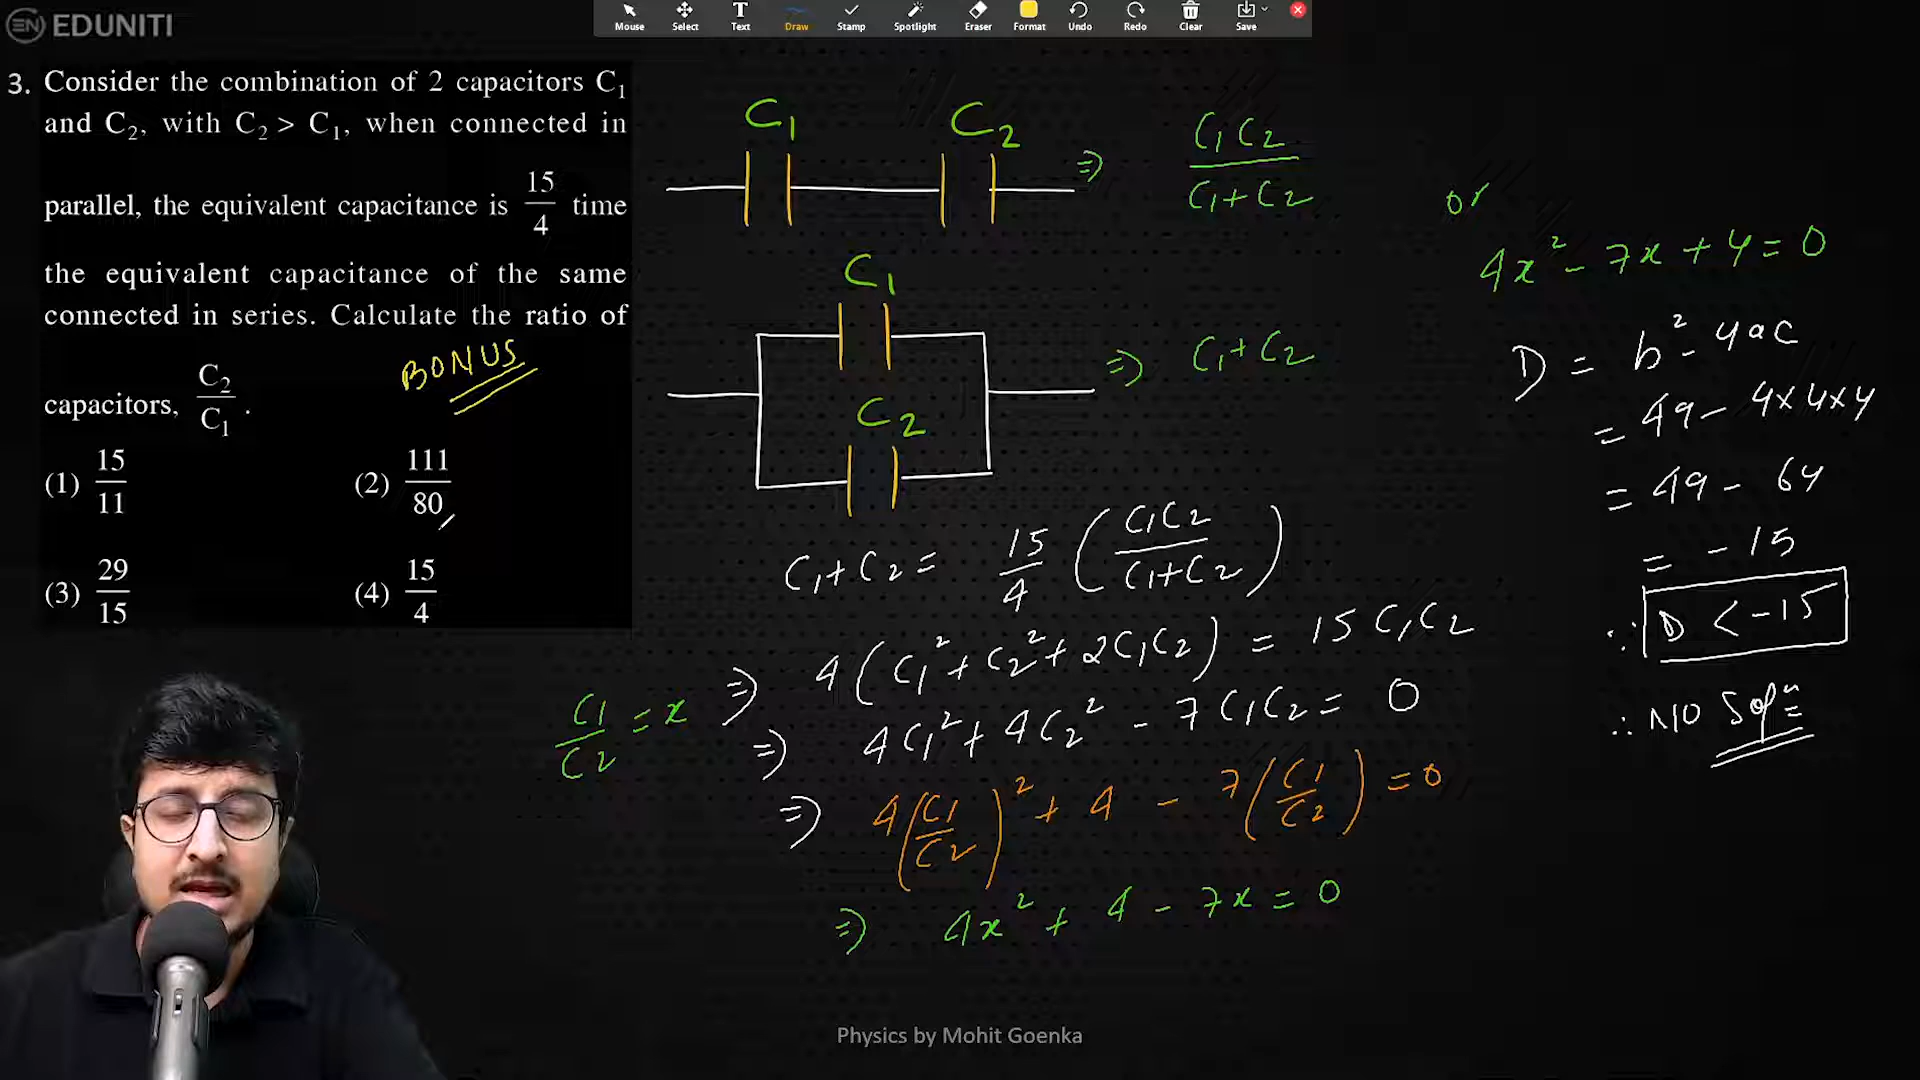 EN EDUNITI
Mouse Select Text Draw Stamp Spotlight Eraser Format Undo Redo Clear Save
3. Consider the combination of 2 capacitors C₁
and C₂, with C₂ > C₁, when connected in
parallel, the equivalent capacitance is 15/4 time
the equivalent capacitance of the same
connected in series. Calculate the ratio of
capacitors, C₂/C₁.
BONUS
(1) 15/11 (2) 111/80
(3) 29/15 (4) 15/4
C₁ C₂
⇒ C₁C₂/(C₁+C₂)
C₁
C₂
⇒ C₁+C₂
C₁+C₂ = 15/4 (C₁C₂/(C₁+C₂))
⇒ 4(C₁²+C₂²+2C₁C₂) = 15C₁C₂
C₁/C₂ = x
⇒ 4C₁²+4C₂² - 7C₁C₂ = 0
⇒ 4(C₁/C₂)² + 4 - 7(C₁/C₂) = 0
⇒ 4x² + 4 - 7x = 0
or
4x² - 7x + 4 = 0
D = b² - 4ac
= 49 - 4×4×4
= 49 - 64
= -15
∴ D < -15
∴ NO Solⁿ
Physics by Mohit Goenka